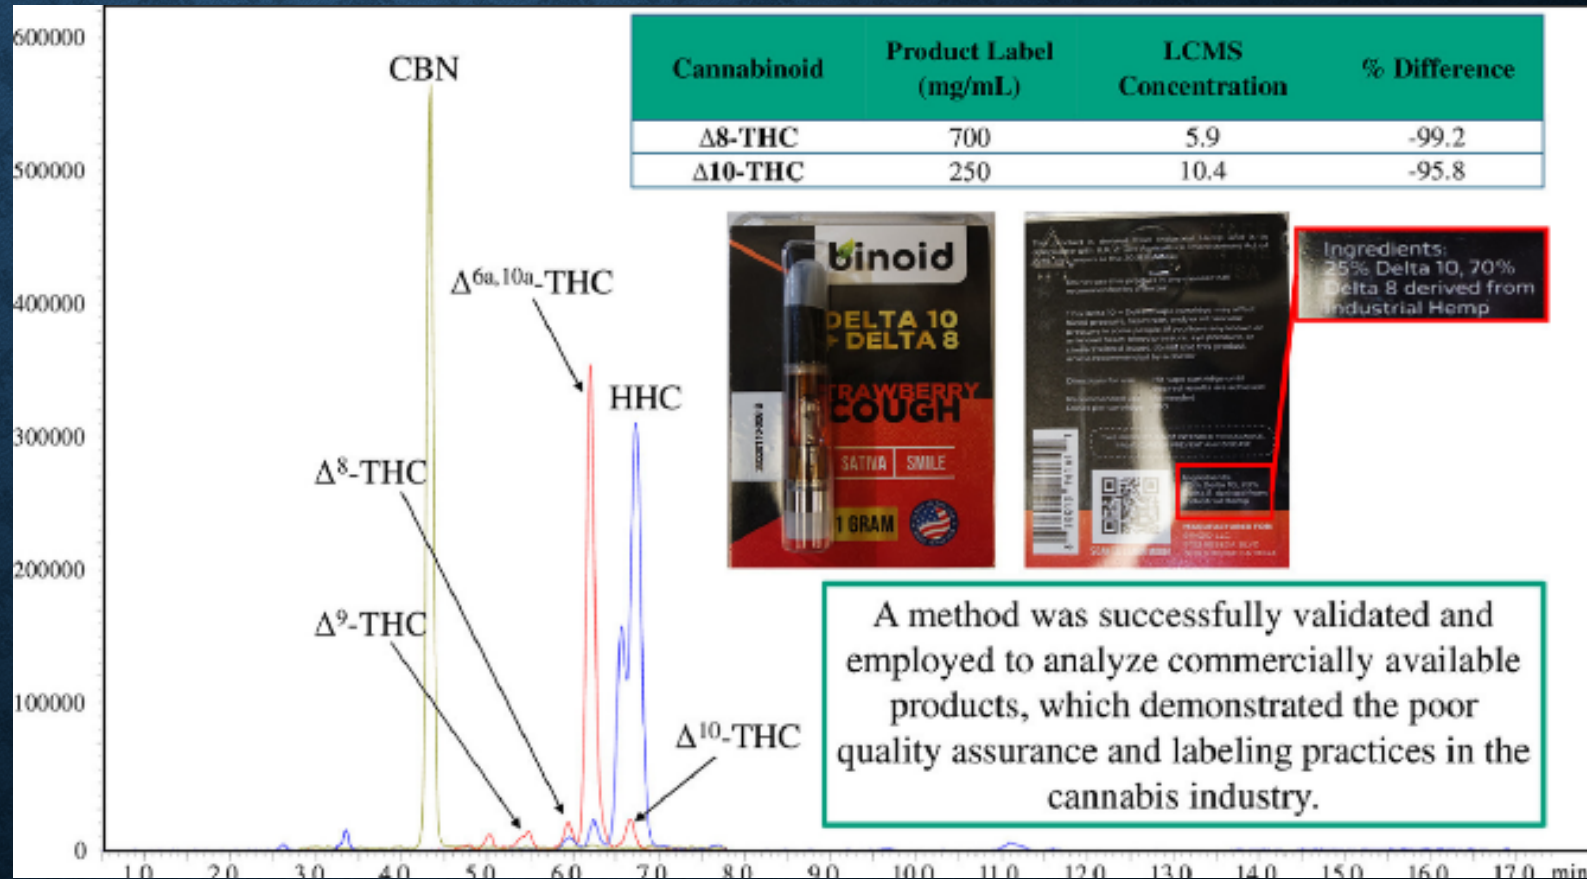 600000
500000
400000
300000
200000
100000
0
1.0 2.0 3.0 4.0 5.0 6.0 7.0 8.0 9.0 10.0 11.0 12.0 13.0 14.0 15.0 16.0 17.0 min
CBN
Δ6a,10a-THC
HHC
Δ8-THC
Δ9-THC
Δ10-THC
Cannabinoid Product Label (mg/mL) LCMS Concentration % Difference
Δ8-THC 700 5.9 -99.2
Δ10-THC 250 10.4 -95.8
binoid
DELTA 10
+ DELTA 8
STRAWBERRY
COUGH
SATIVA SMILE
1 GRAM
MANUFACTURED FOR
Ingredients:
25% Delta 10, 70%
Delta 8 derived from
Industrial Hemp
A method was successfully validated and
employed to analyze commercially available
products, which demonstrated the poor
quality assurance and labeling practices in the
cannabis industry.